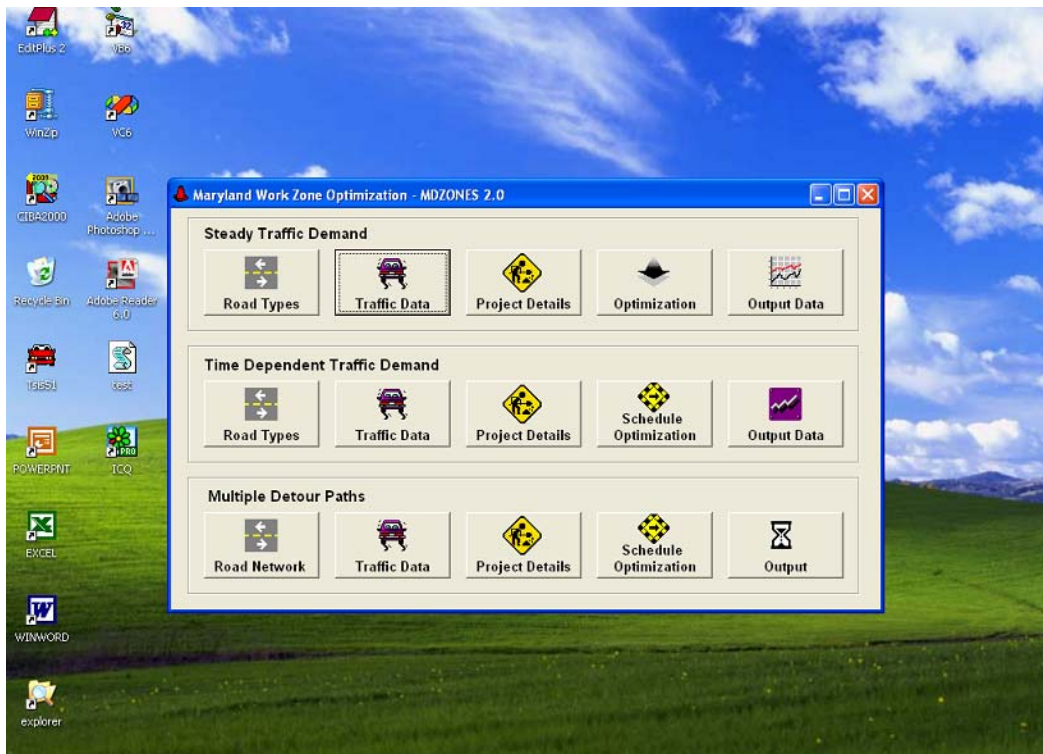 EditPlus 2
VB6
WinZip
VC6
2001
CIBA2000
Adobe
Photoshop ...
Recycle Bin
Adobe Reader
6.0
Tsis51
test
POWERPNT
PRO
ICQ
EXCEL
WINWORD
explorer
Maryland Work Zone Optimization - MDZONES 2.0
Steady Traffic Demand
Road Types
Traffic Data
Project Details
Optimization
Output Data
Time Dependent Traffic Demand
Road Types
Traffic Data
Project Details
Schedule
Optimization
Output Data
Multiple Detour Paths
Road Network
Traffic Data
Project Details
Schedule
Optimization
Output